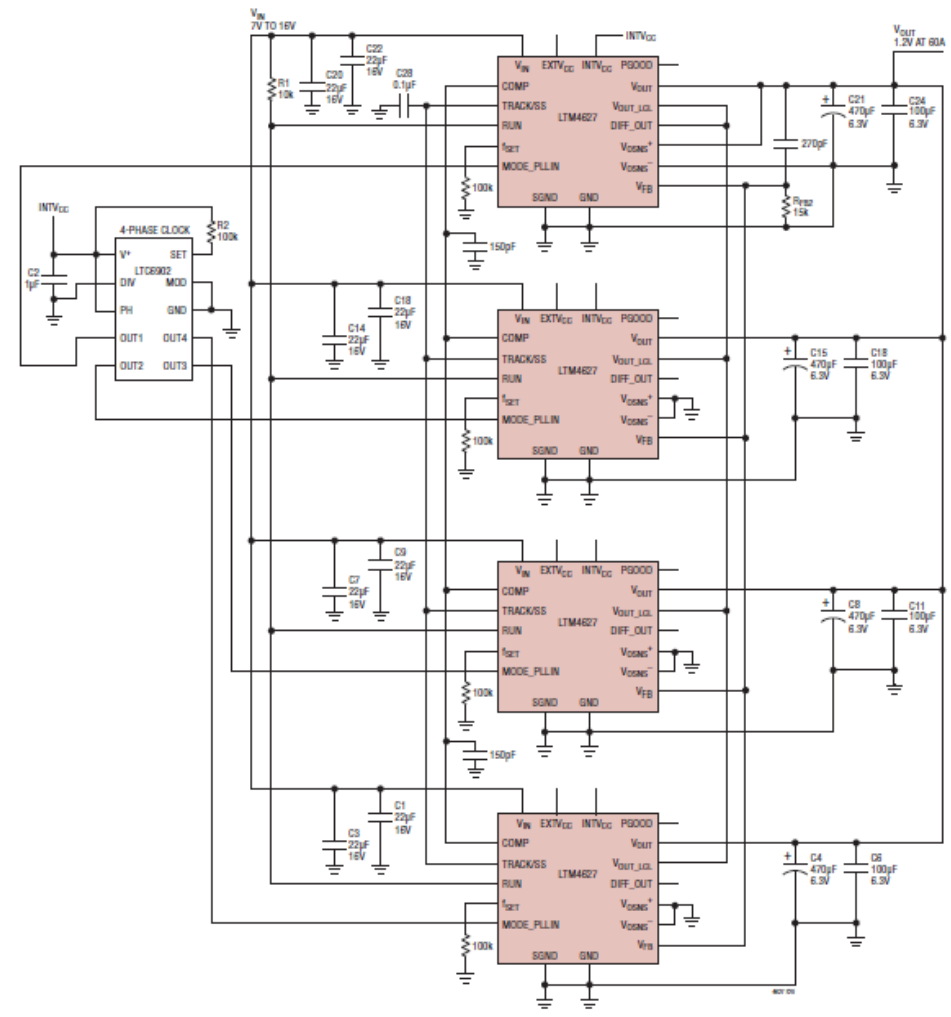 VIN
7V TO 16V
INTVCC
VOUT
1.2V AT 60A
R1
10k
C20
22µF
16V
C22
22µF
16V
C28
0.1µF
VIN
EXTVCC
INTVCC
PGOOD
COMP
TRACK/SS
RUN
fSET
MODE_PLLIN
LTM4627
VOUT
VOUT_LCL
DIFF_OUT
VOSNS+
VOSNS–
VFB
SGND
GND
100k
150pF
270pF
RFB2
15k
+
C21
470µF
6.3V
C24
100µF
6.3V
INTVCC
C2
1µF
4-PHASE CLOCK
LTC6902
V+
DIV
PH
OUT1
OUT2
SET
MOD
GND
OUT4
OUT3
R2
100k
C14
22µF
16V
C18
22µF
16V
VIN
EXTVCC
INTVCC
PGOOD
COMP
TRACK/SS
RUN
fSET
MODE_PLLIN
LTM4627
VOUT
VOUT_LCL
DIFF_OUT
VOSNS+
VOSNS–
VFB
SGND
GND
100k
+
C15
470µF
6.3V
C18
100µF
6.3V
C7
22µF
16V
C9
22µF
16V
VIN
EXTVCC
INTVCC
PGOOD
COMP
TRACK/SS
RUN
fSET
MODE_PLLIN
LTM4627
VOUT
VOUT_LCL
DIFF_OUT
VOSNS+
VOSNS–
VFB
SGND
GND
100k
150pF
+
C8
470µF
6.3V
C11
100µF
6.3V
C3
22µF
16V
C1
22µF
16V
VIN
EXTVCC
INTVCC
PGOOD
COMP
TRACK/SS
RUN
fSET
MODE_PLLIN
LTM4627
VOUT
VOUT_LCL
DIFF_OUT
VOSNS+
VOSNS–
VFB
SGND
GND
100k
+
C4
470µF
6.3V
C6
100µF
6.3V